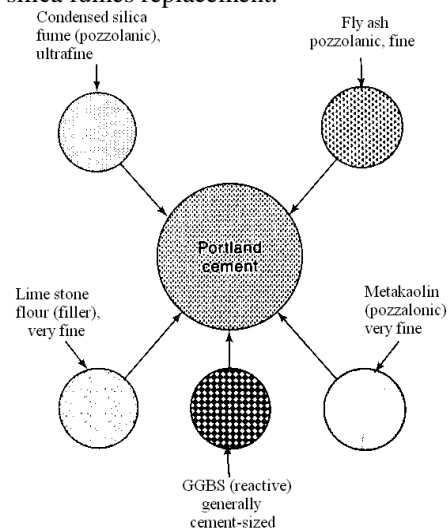 silica fumes replacement.
Condensed silica
fume (pozzolanic),
ultrafine
Fly ash
pozzolanic, fine
Portland
cement
Lime stone
flour (filler),
very fine
Metakaolin
(pozzalonic)
very fine
GGBS (reactive)
generally
cement-sized